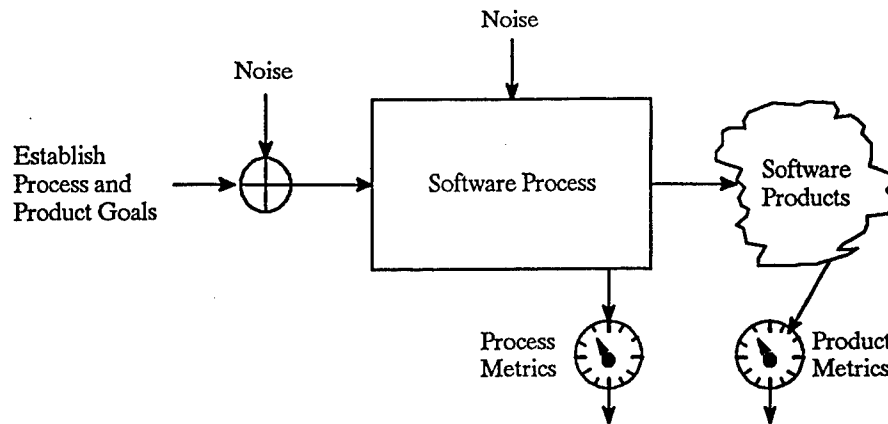 Noise
Noise
Establish
Process and
Product Goals
Software Process
Software
Products
Process
Metrics
Product
Metrics